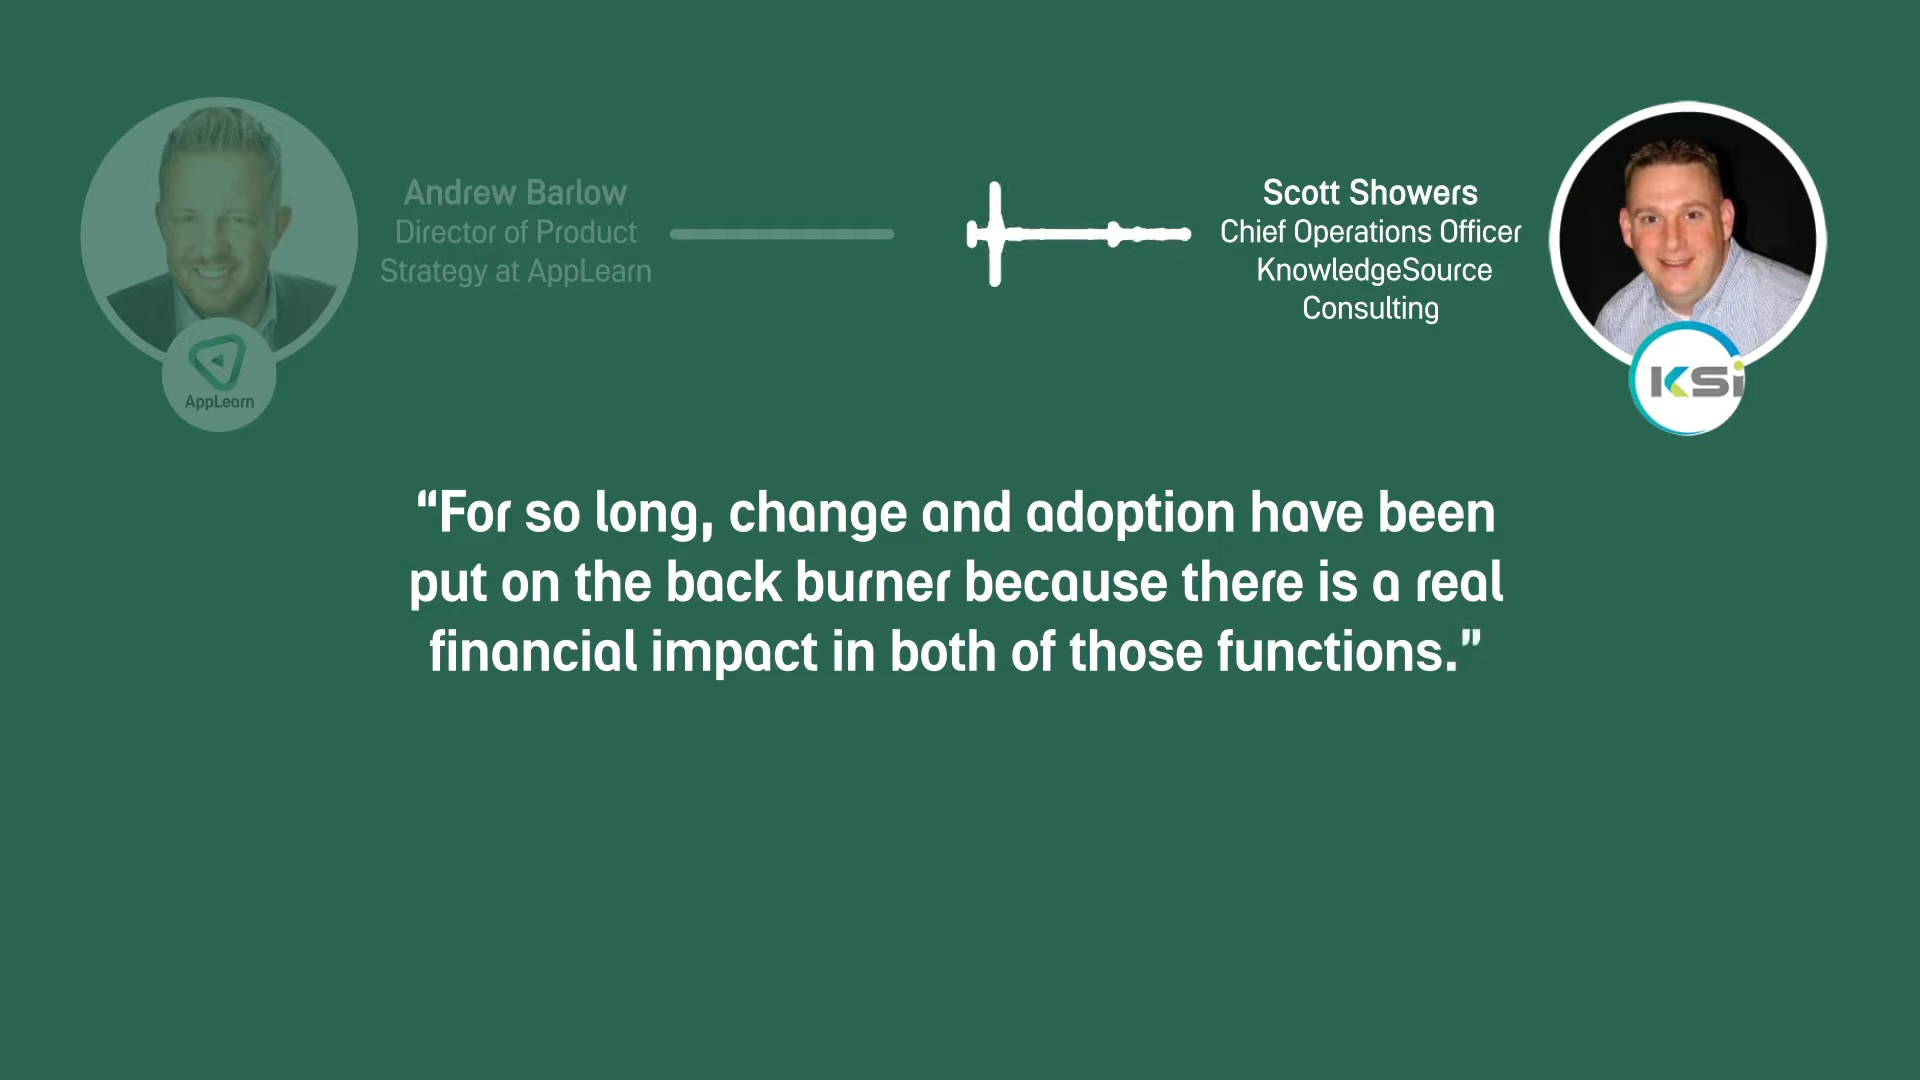 Andrew Barlow
Director of Product
Strategy at AppLearn
AppLearn
Scott Showers
Chief Operations Officer
KnowledgeSource
Consulting
KSi
“For so long, change and adoption have been
put on the back burner because there is a real
financial impact in both of those functions.”